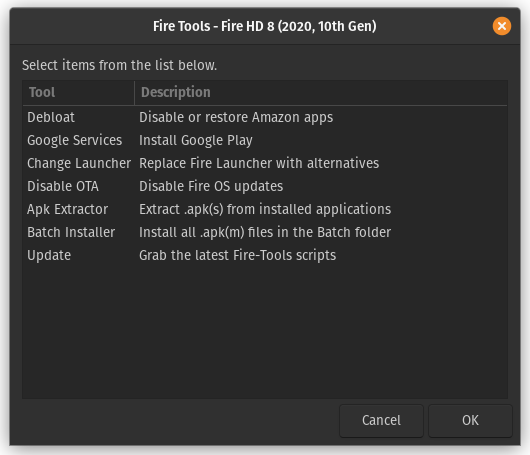 Fire Tools - Fire HD 8 (2020, 10th Gen)
Select items from the list below.
Tool Description
Debloat Disable or restore Amazon apps
Google Services Install Google Play
Change Launcher Replace Fire Launcher with alternatives
Disable OTA Disable Fire OS updates
Apk Extractor Extract .apk(s) from installed applications
Batch Installer Install all .apk(m) files in the Batch folder
Update Grab the latest Fire-Tools scripts
Cancel OK